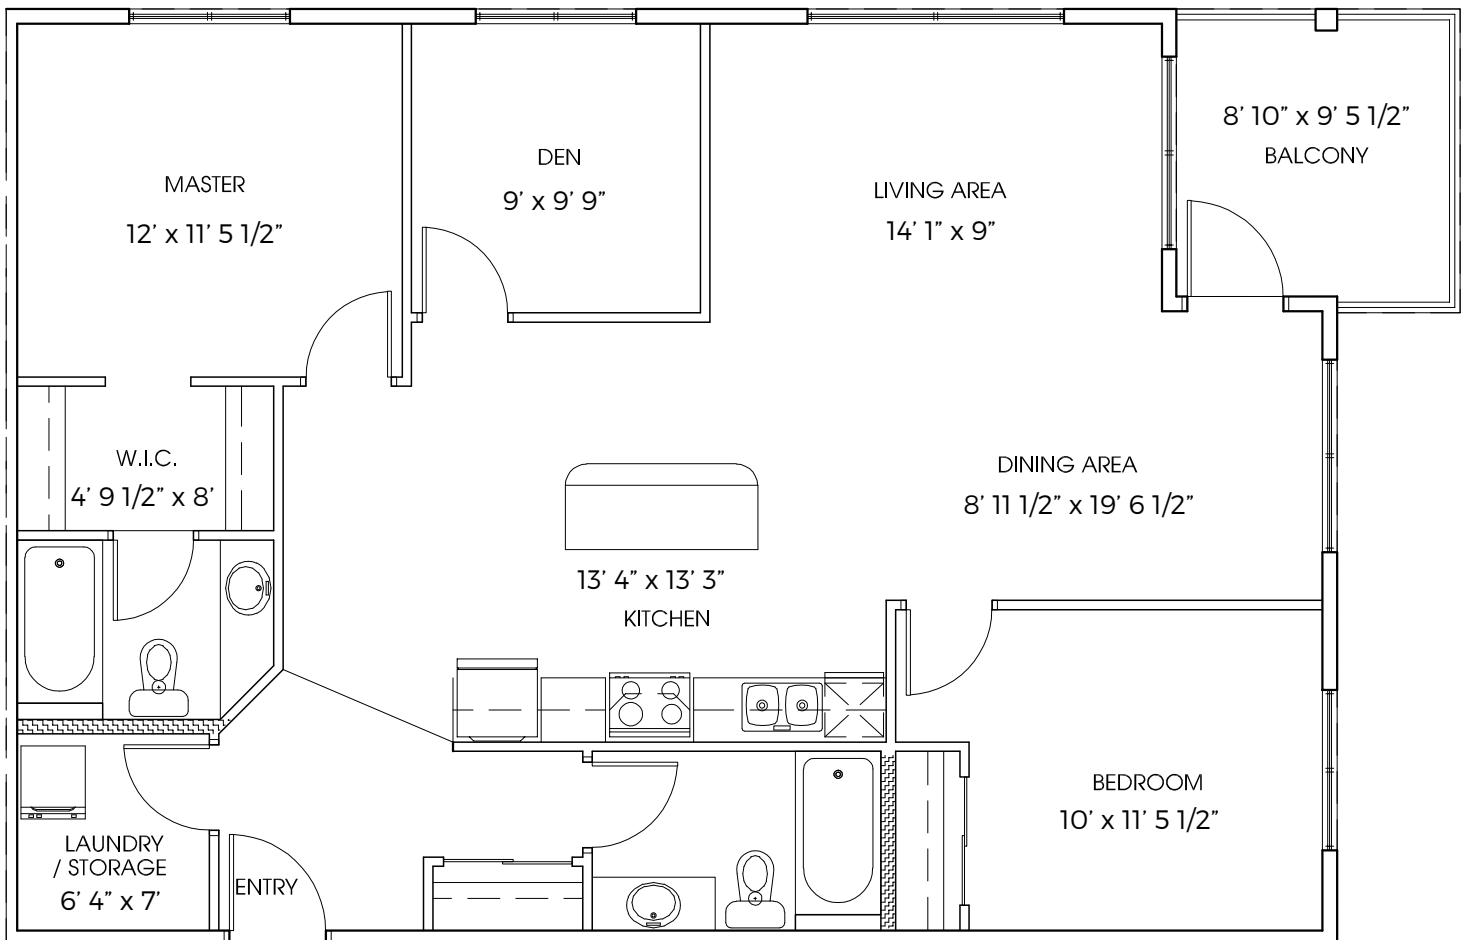 MASTER
12’ x 11’ 5 1/2”
DEN
9’ x 9’ 9”
LIVING AREA
14’ 1” x 9”
8’ 10” x 9’ 5 1/2”
BALCONY
W.I.C.
4’ 9 1/2” x 8’
DINING AREA
8’ 11 1/2” x 19’ 6 1/2”
13’ 4” x 13’ 3”
KITCHEN
BEDROOM
10’ x 11’ 5 1/2”
LAUNDRY
/ STORAGE
6’ 4” x 7’
ENTRY